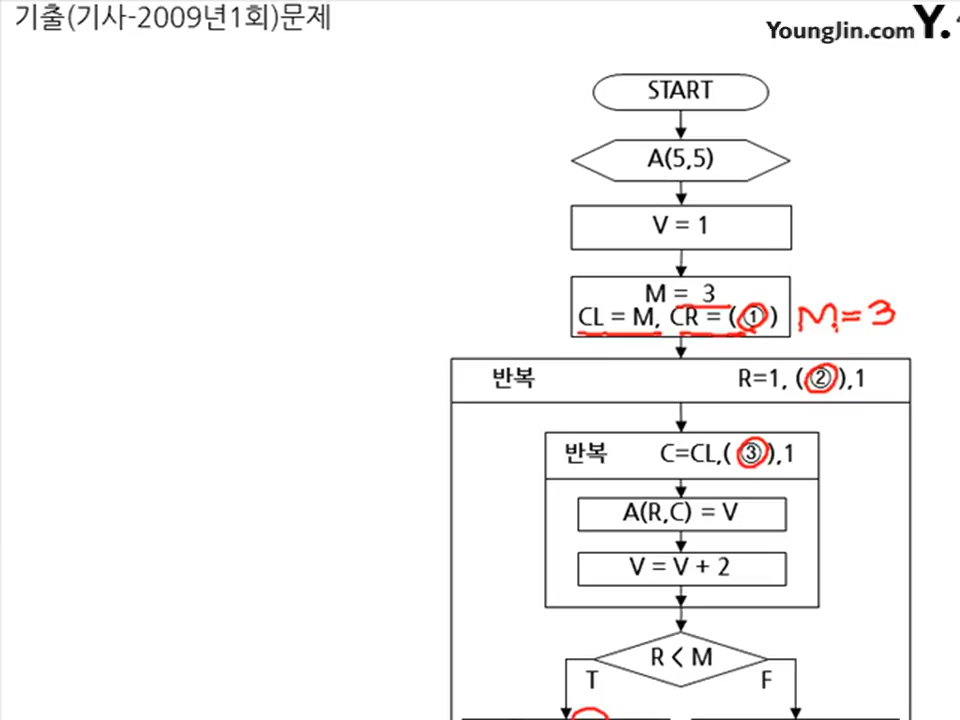 기출(기사-2009년1회)문제
YoungJin.com Y.
START
A(5,5)
V = 1
M = 3
CL = M, CR = ( ① )
M=3
반복 R=1, ( ② ),1
반복 C=CL,( ③ ),1
A(R,C) = V
V = V + 2
R < M
T F